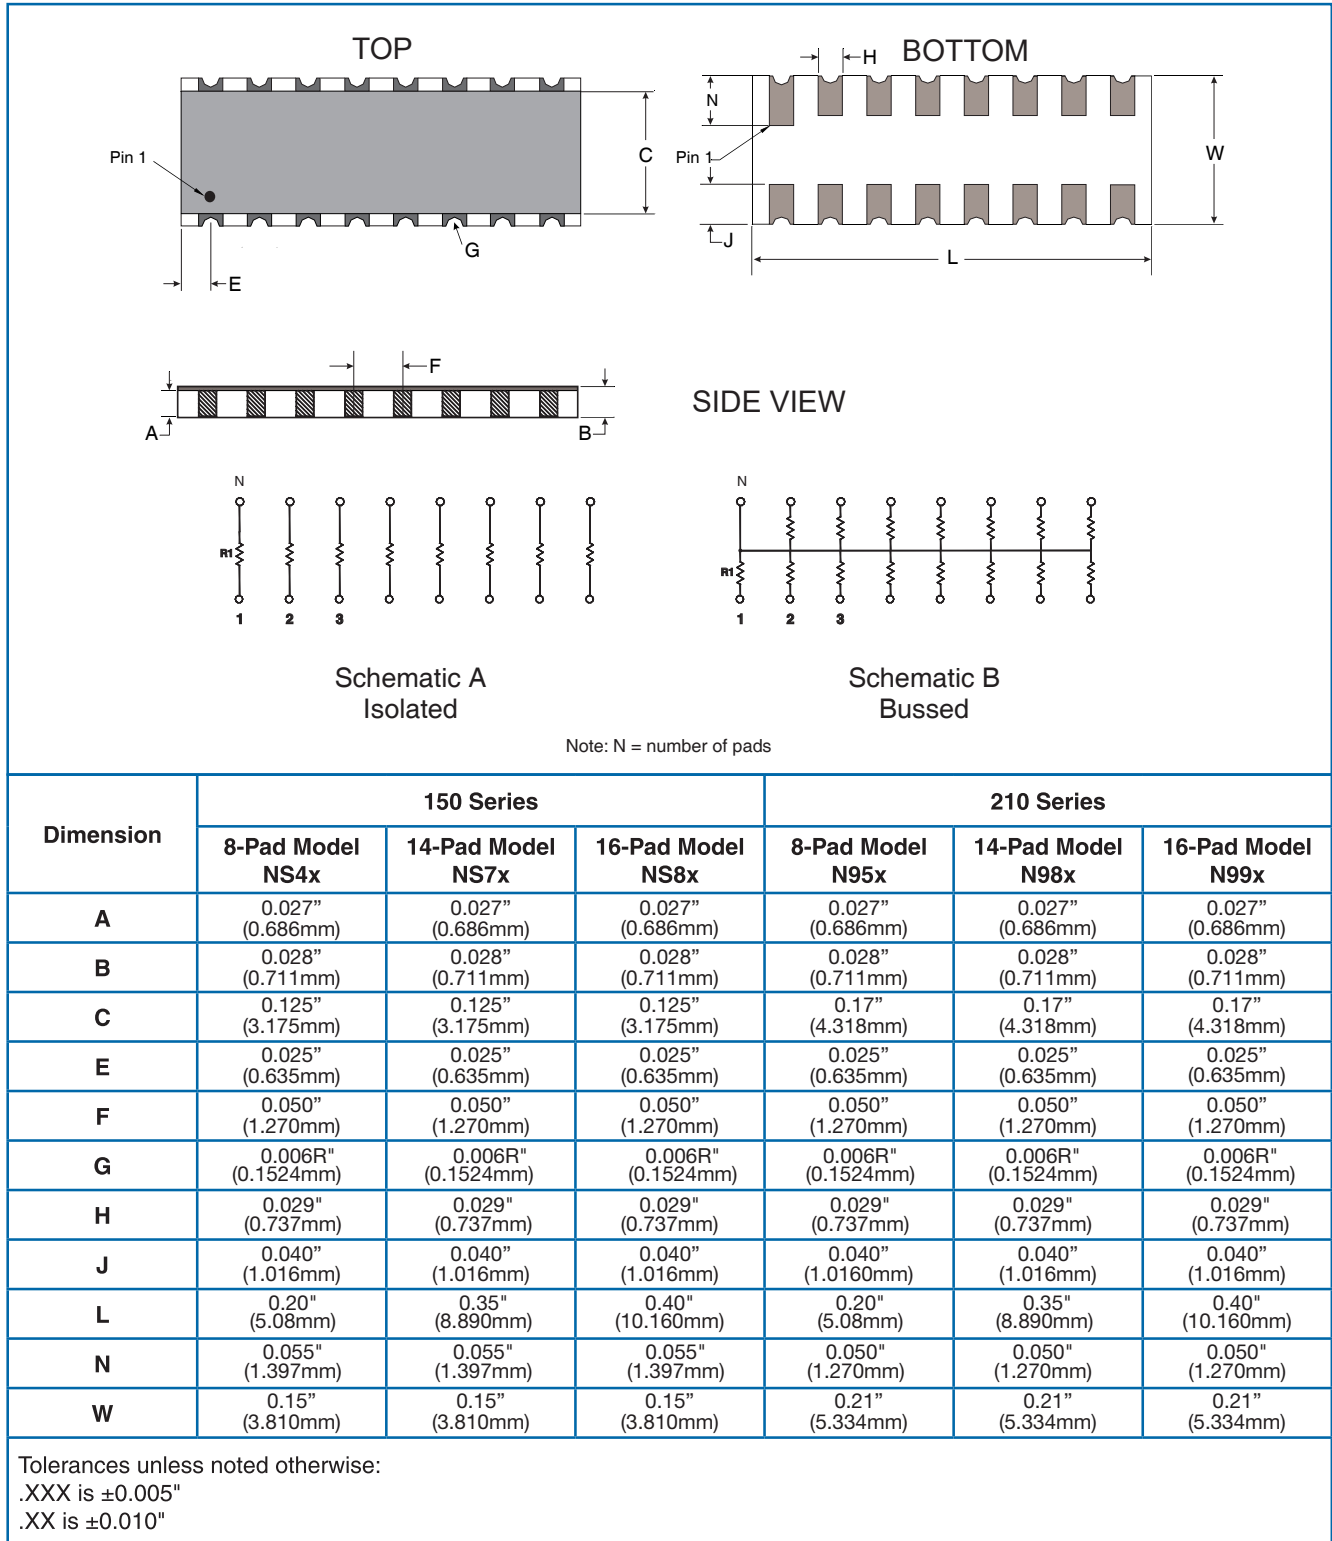 TOP
BOTTOM
H
N
Pin 1
C
Pin 1
W
G
J
L
E
F
A
B
SIDE VIEW
N
R1
1 2 3
N
R1
1 2 3
Schematic A
Isolated
Schematic B
Bussed
Note: N = number of pads
Dimension
150 Series
210 Series
8-Pad Model
NS4x
14-Pad Model
NS7x
16-Pad Model
NS8x
8-Pad Model
N95x
14-Pad Model
N98x
16-Pad Model
N99x
A
0.027” 0.027” 0.027” 0.027” 0.027” 0.027”
(0.686mm) (0.686mm) (0.686mm) (0.686mm) (0.686mm) (0.686mm)
B
0.028” 0.028” 0.028” 0.028” 0.028” 0.028”
(0.711mm) (0.711mm) (0.711mm) (0.711mm) (0.711mm) (0.711mm)
C
0.125” 0.125” 0.125” 0.17” 0.17” 0.17”
(3.175mm) (3.175mm) (3.175mm) (4.318mm) (4.318mm) (4.318mm)
E
0.025” 0.025” 0.025” 0.025” 0.025” 0.025”
(0.635mm) (0.635mm) (0.635mm) (0.635mm) (0.635mm) (0.635mm)
F
0.050” 0.050” 0.050” 0.050” 0.050” 0.050”
(1.270mm) (1.270mm) (1.270mm) (1.270mm) (1.270mm) (1.270mm)
G
0.006R" 0.006R" 0.006R" 0.006R" 0.006R" 0.006R"
(0.1524mm) (0.1524mm) (0.1524mm) (0.1524mm) (0.1524mm) (0.1524mm)
H
0.029" 0.029" 0.029" 0.029" 0.029" 0.029"
(0.737mm) (0.737mm) (0.737mm) (0.737mm) (0.737mm) (0.737mm)
J
0.040” 0.040” 0.040” 0.040” 0.040” 0.040”
(1.016mm) (1.016mm) (1.016mm) (1.0160mm) (1.016mm) (1.016mm)
L
0.20" 0.35" 0.40" 0.20" 0.35" 0.40"
(5.08mm) (8.890mm) (10.160mm) (5.08mm) (8.890mm) (10.160mm)
N
0.055" 0.055" 0.055" 0.050" 0.050" 0.050"
(1.397mm) (1.397mm) (1.397mm) (1.270mm) (1.270mm) (1.270mm)
W
0.15” 0.15” 0.15” 0.21” 0.21” 0.21”
(3.810mm) (3.810mm) (3.810mm) (5.334mm) (5.334mm) (5.334mm)
Tolerances unless noted otherwise:
.XXX is ±0.005"
.XX is ±0.010"